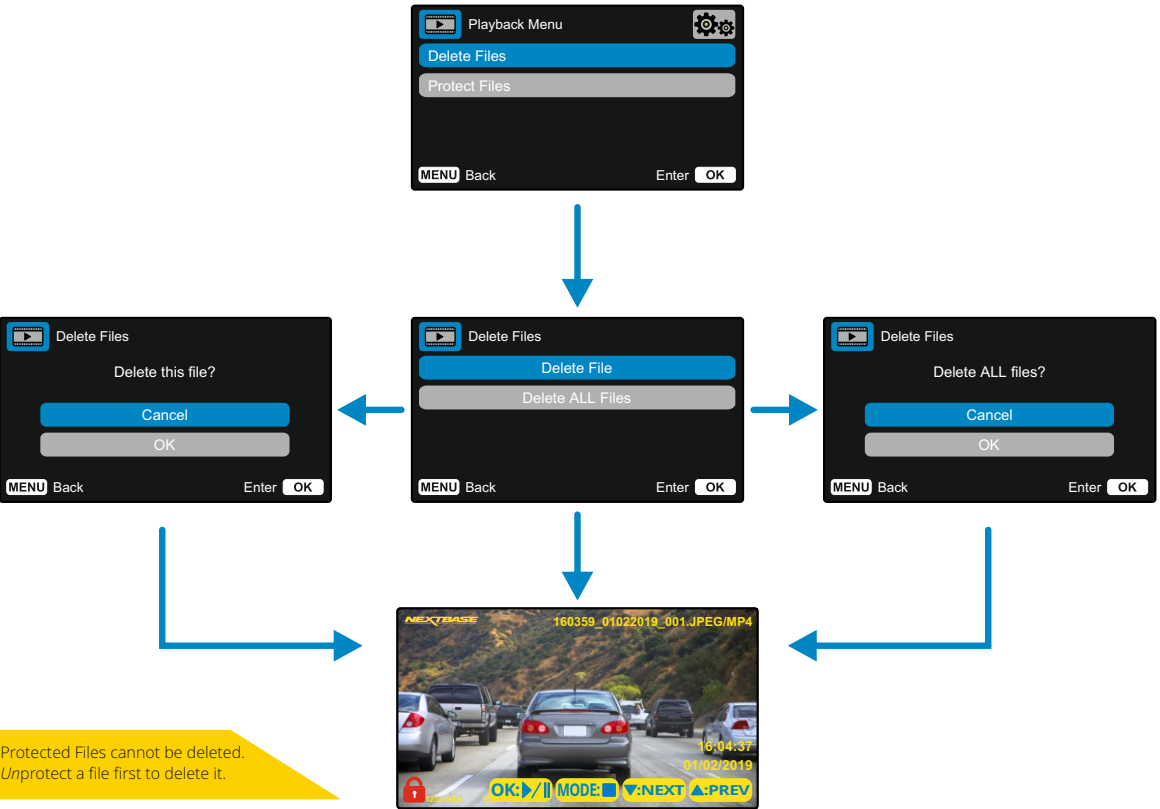 Playback Menu
Delete Files
Protect Files
MENU Back Enter OK
Delete Files
Delete this file?
Cancel
OK
MENU Back Enter OK
Delete Files
Delete File
Delete ALL Files
MENU Back Enter OK
Delete Files
Delete ALL files?
Cancel
OK
MENU Back Enter OK
NEXTBASE 160359_01022019_001.JPEG/MP4
16:04:37
01/02/2019
OK:▶/|| MODE:■ ▼:NEXT ▲:PREV
Protected Files cannot be deleted.
Unprotect a file first to delete it.